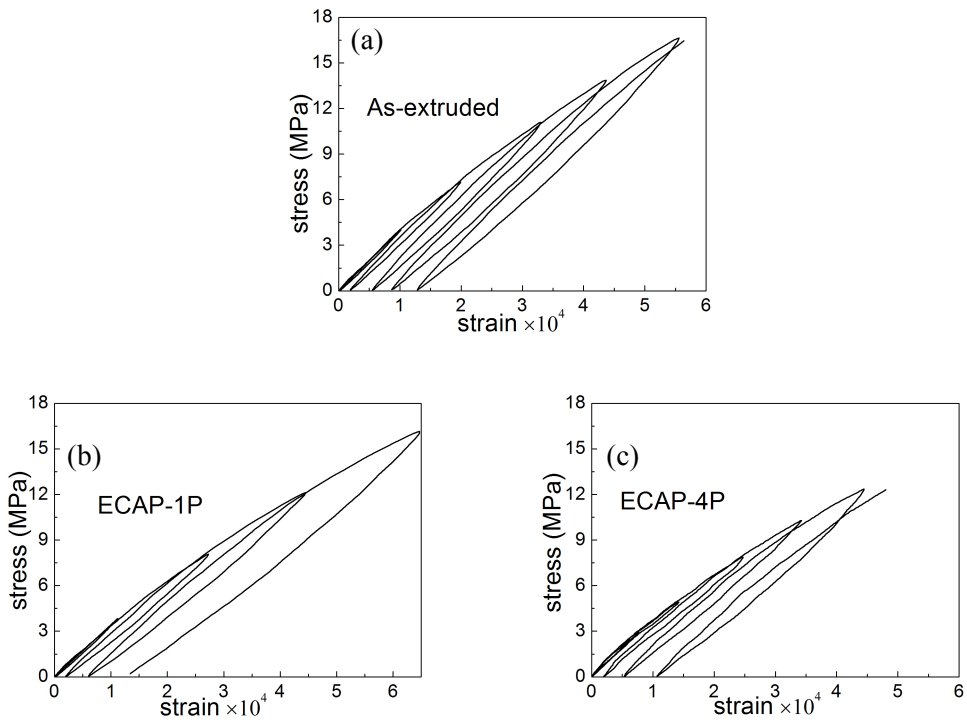 (a)
As-extruded
stress (MPa)
18
15
12
9
6
3
0
0 1 2 3 4 5 6
strain ×10⁴
(b)
ECAP-1P
stress (MPa)
18
15
12
9
6
3
0
0 1 2 3 4 5 6
strain ×10⁴
(c)
ECAP-4P
stress (MPa)
18
15
12
9
6
3
0
0 1 2 3 4 5 6
strain ×10⁴